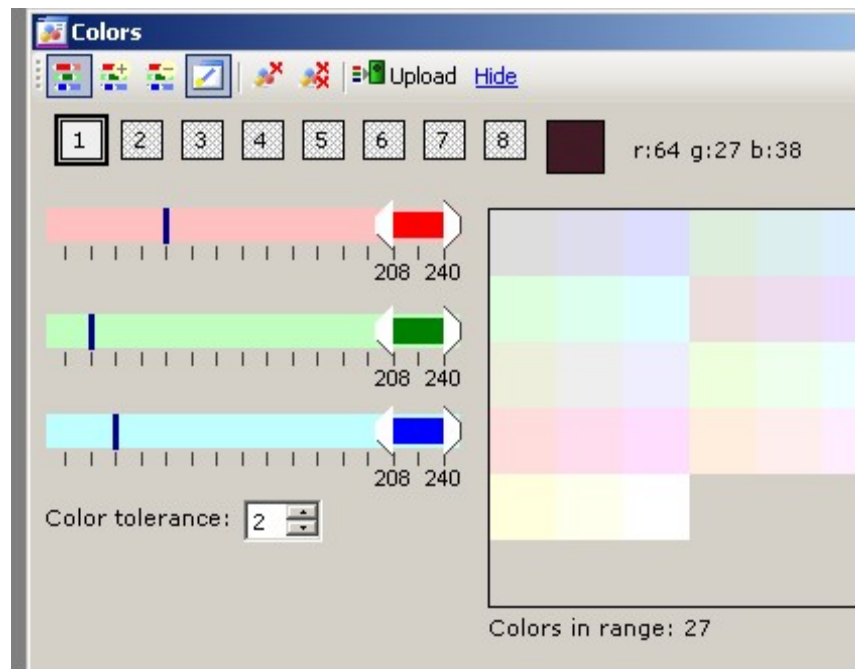 Colors
Upload Hide
1 2 3 4 5 6 7 8 r:64 g:27 b:38
208 240
208 240
208 240
Color tolerance: 2
Colors in range: 27